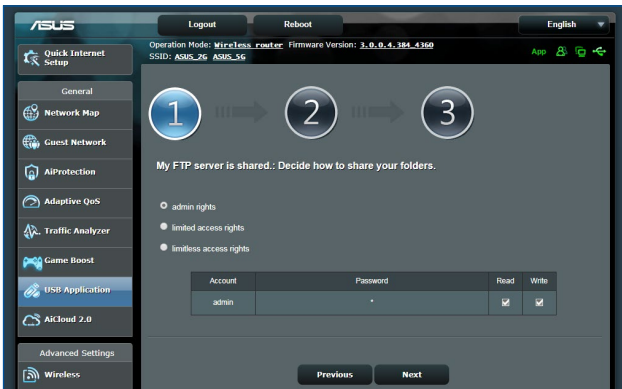 ASUS
Logout
Reboot
English
Operation Mode: Wireless router Firmware Version: 3.0.0.4.384_4360
SSID: ASUS_2G ASUS_5G
App
Quick Internet
Setup
General
Network Map
Guest Network
AiProtection
Adaptive QoS
Traffic Analyzer
Game Boost
USB Application
AiCloud 2.0
Advanced Settings
Wireless
1
2
3
My FTP server is shared.: Decide how to share your folders.
admin rights
limited access rights
limitless access rights
Account Password Read Write
admin *
Previous Next